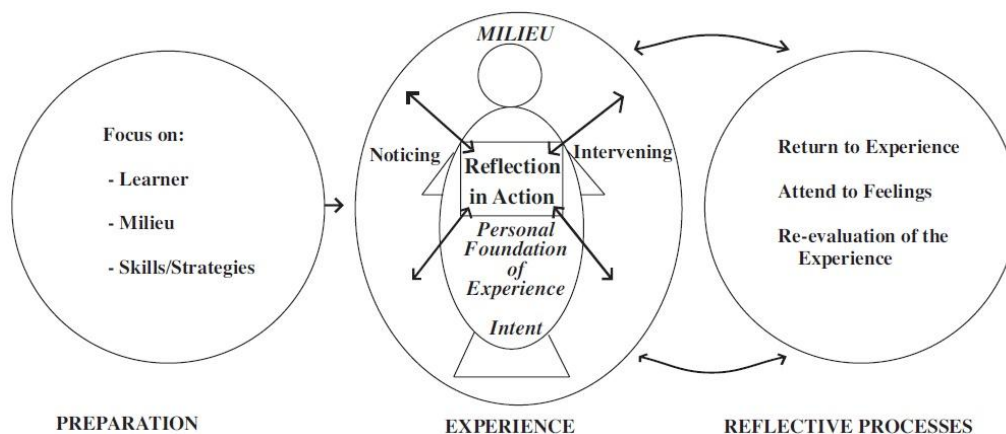 Focus on:
- Learner
- Milieu
- Skills/Strategies
PREPARATION
MILIEU
Noticing
Intervening
Reflection
in Action
Personal
Foundation
of
Experience
Intent
EXPERIENCE
Return to Experience
Attend to Feelings
Re-evaluation of the
Experience
REFLECTIVE PROCESSES